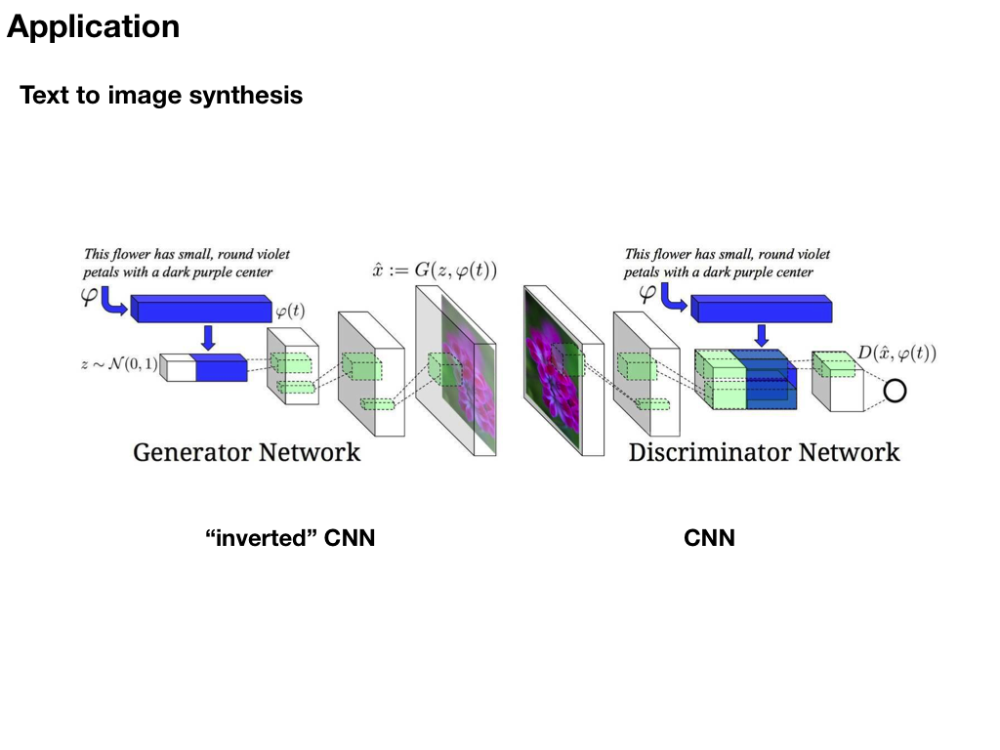 Application
Text to image synthesis
This flower has small, round violet
petals with a dark purple center
φ
φ(t)
z ∼ N(0, 1)
x̂ := G(z, φ(t))
Generator Network
This flower has small, round violet
petals with a dark purple center
φ
D(x̂, φ(t))
Discriminator Network
“inverted” CNN
CNN